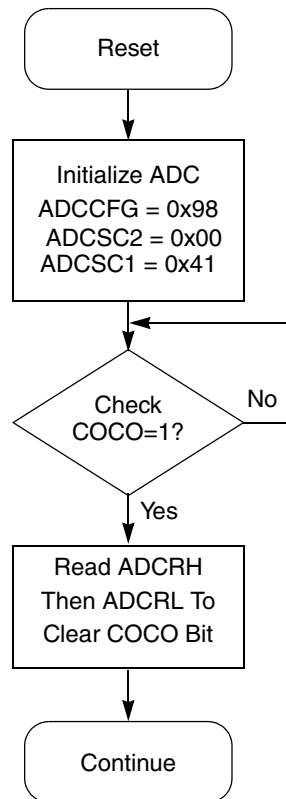 Reset
Initialize ADC
ADCCFG = 0x98
ADCSC2 = 0x00
ADCSC1 = 0x41
Check
COCO=1?
No
Yes
Read ADCRH
Then ADCRL To
Clear COCO Bit
Continue